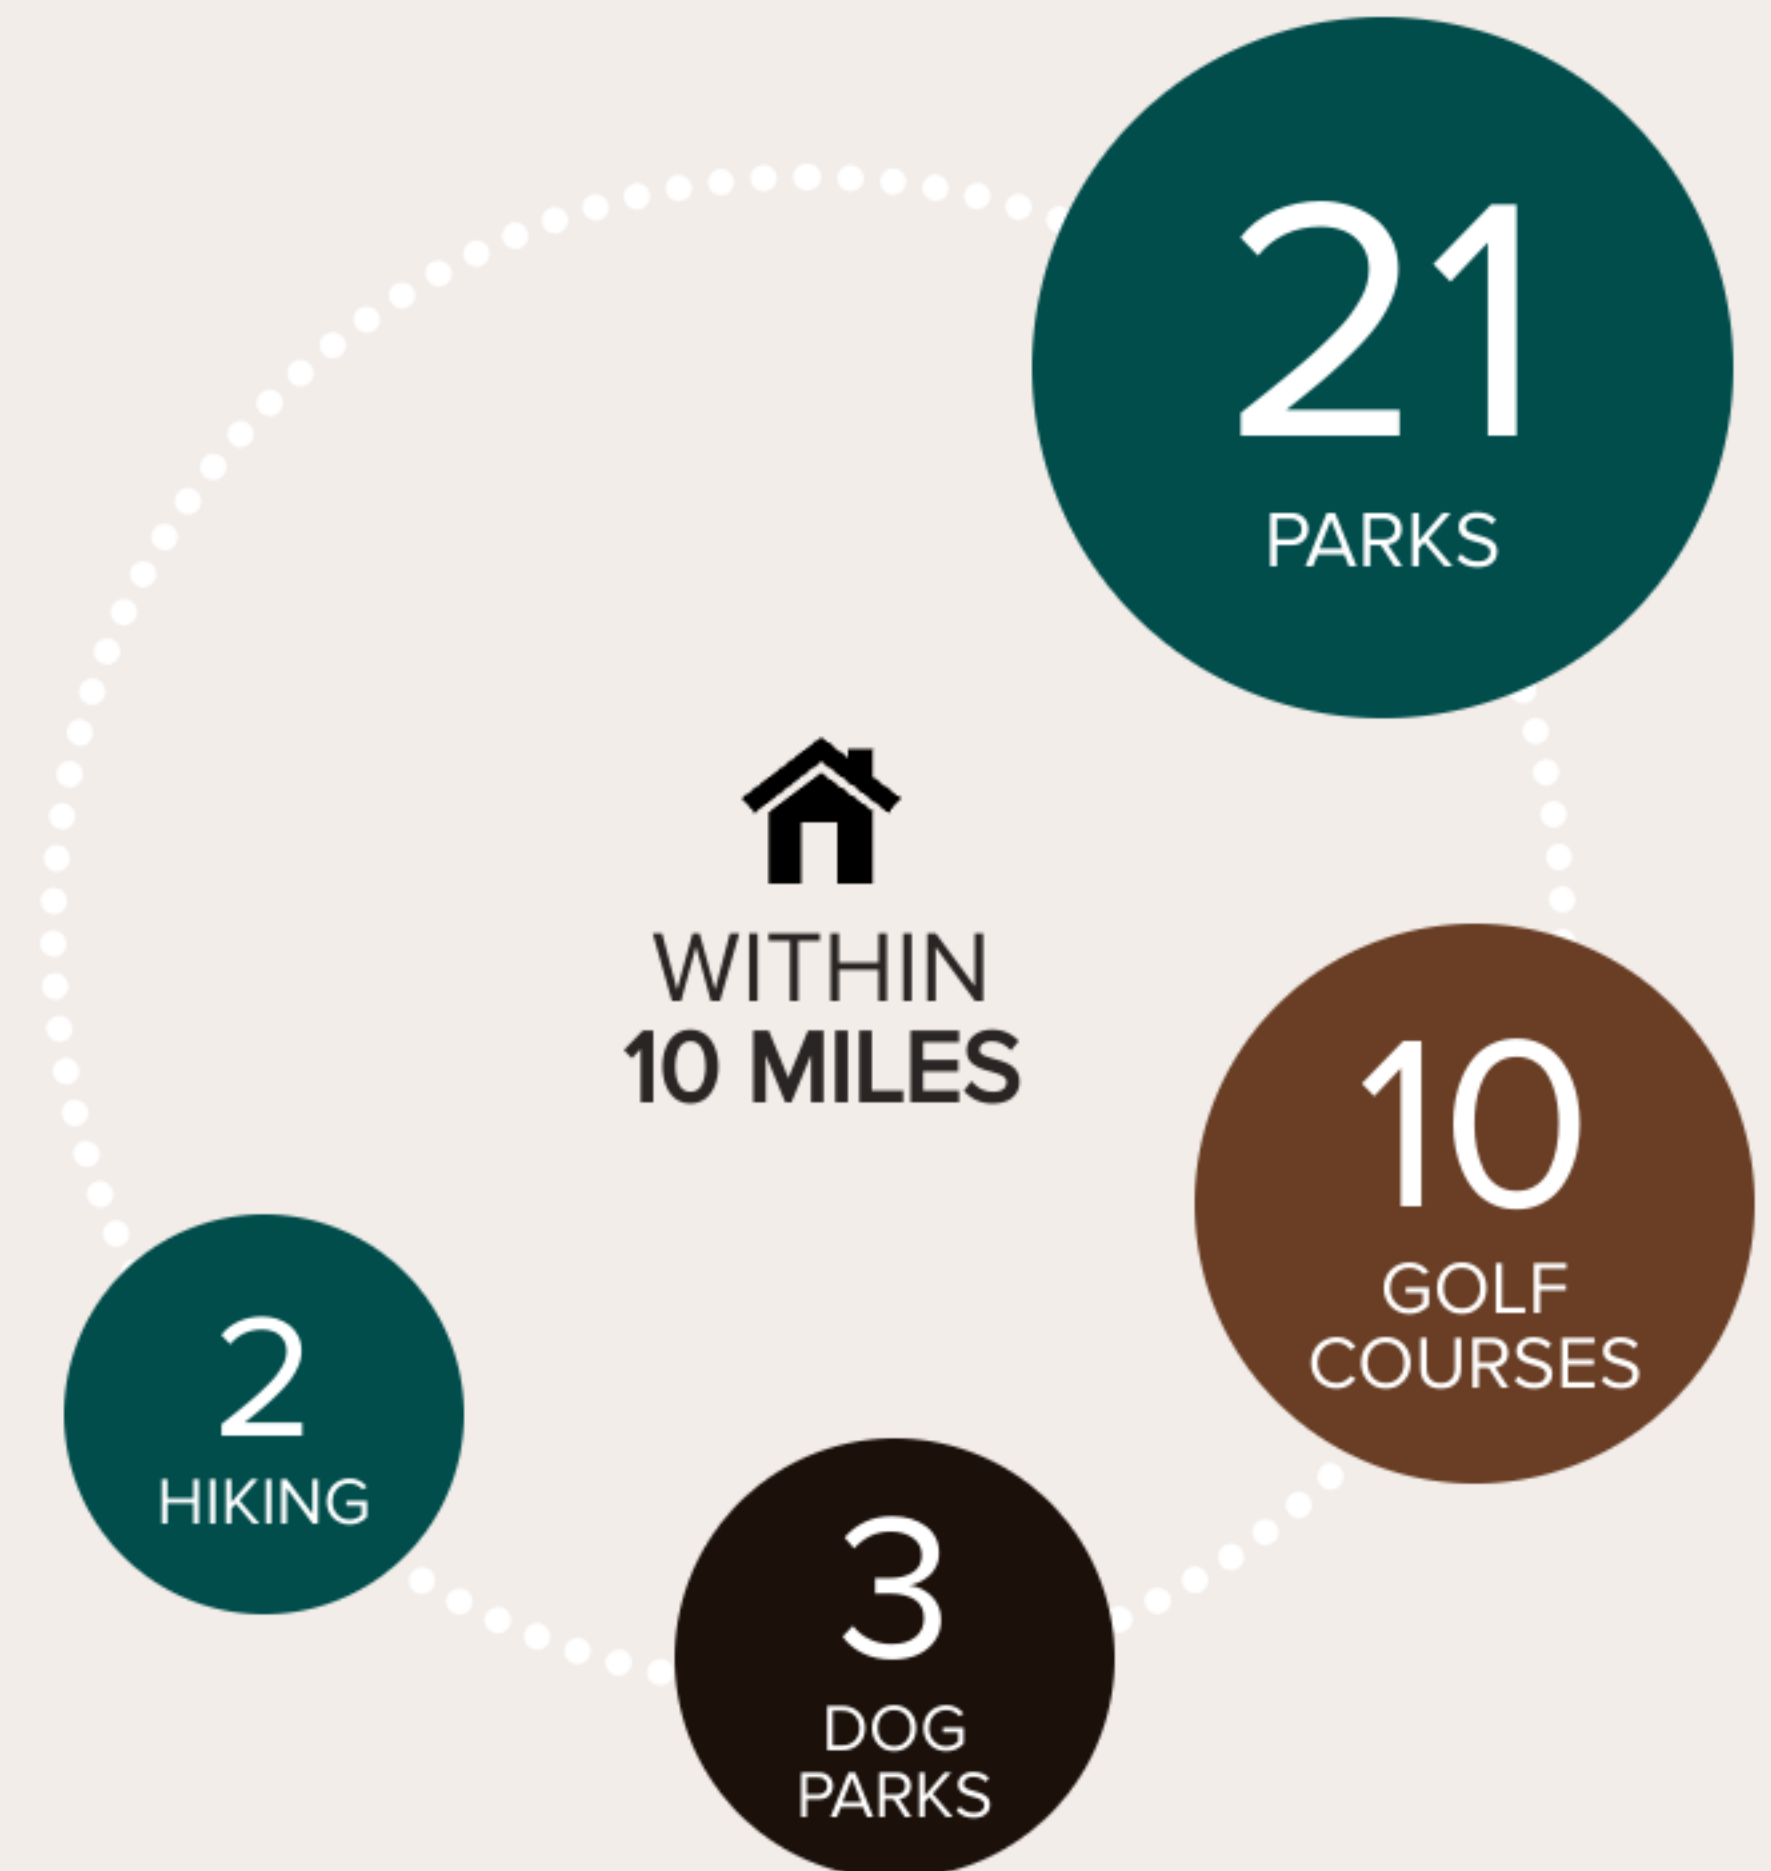 21
PARKS
WITHIN
10 MILES
10
GOLF
COURSES
2
HIKING
3
DOG
PARKS